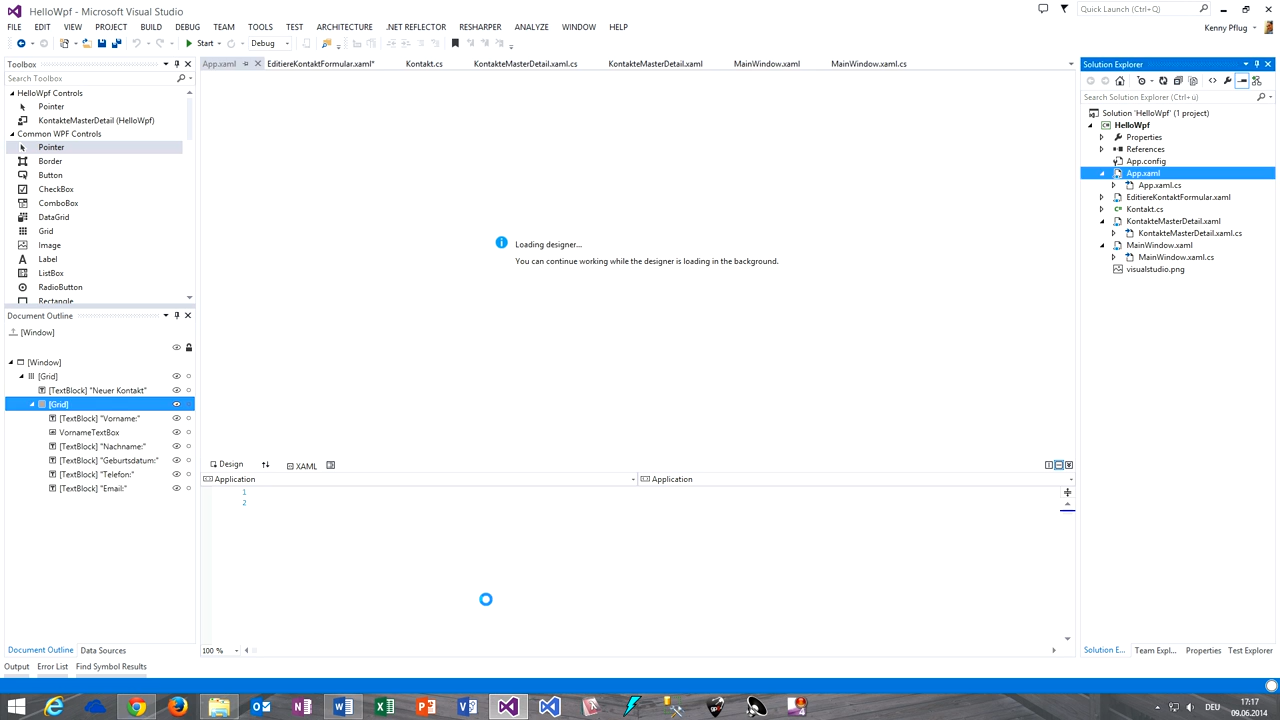 HelloWpf - Microsoft Visual Studio
Quick Launch (Ctrl+Q)
FILE EDIT VIEW PROJECT BUILD DEBUG TEAM TOOLS TEST ARCHITECTURE .NET REFLECTOR RESHARPER ANALYZE WINDOW HELP
Kenny Pflug
Start Debug
Toolbox
Search Toolbox
HelloWpf Controls
Pointer
KontakteMasterDetail (HelloWpf)
Common WPF Controls
Pointer
Border
Button
CheckBox
ComboBox
DataGrid
Grid
Image
Label
ListBox
RadioButton
Rectangle
Document Outline
[Window]
[Window]
[Grid]
[TextBlock] "Neuer Kontakt"
[Grid]
[TextBlock] "Vorname:"
VornameTextBox
[TextBlock] "Nachname:"
[TextBlock] "Geburtsdatum:"
[TextBlock] "Telefon:"
[TextBlock] "Email:"
Document Outline Data Sources
Output Error List Find Symbol Results
App.xaml EditiereKontaktFormular.xaml* Kontakt.cs KontakteMasterDetail.xaml.cs KontakteMasterDetail.xaml MainWindow.xaml MainWindow.xaml.cs
Loading designer...
You can continue working while the designer is loading in the background.
Design XAML
Application Application
1
2
100 %
Solution Explorer
Search Solution Explorer (Ctrl+ü)
Solution 'HelloWpf' (1 project)
HelloWpf
Properties
References
App.config
App.xaml
App.xaml.cs
EditiereKontaktFormular.xaml
Kontakt.cs
KontakteMasterDetail.xaml
KontakteMasterDetail.xaml.cs
MainWindow.xaml
MainWindow.xaml.cs
visualstudio.png
Solution E... Team Expl... Properties Test Explorer
DEU
17:17
09.06.2014